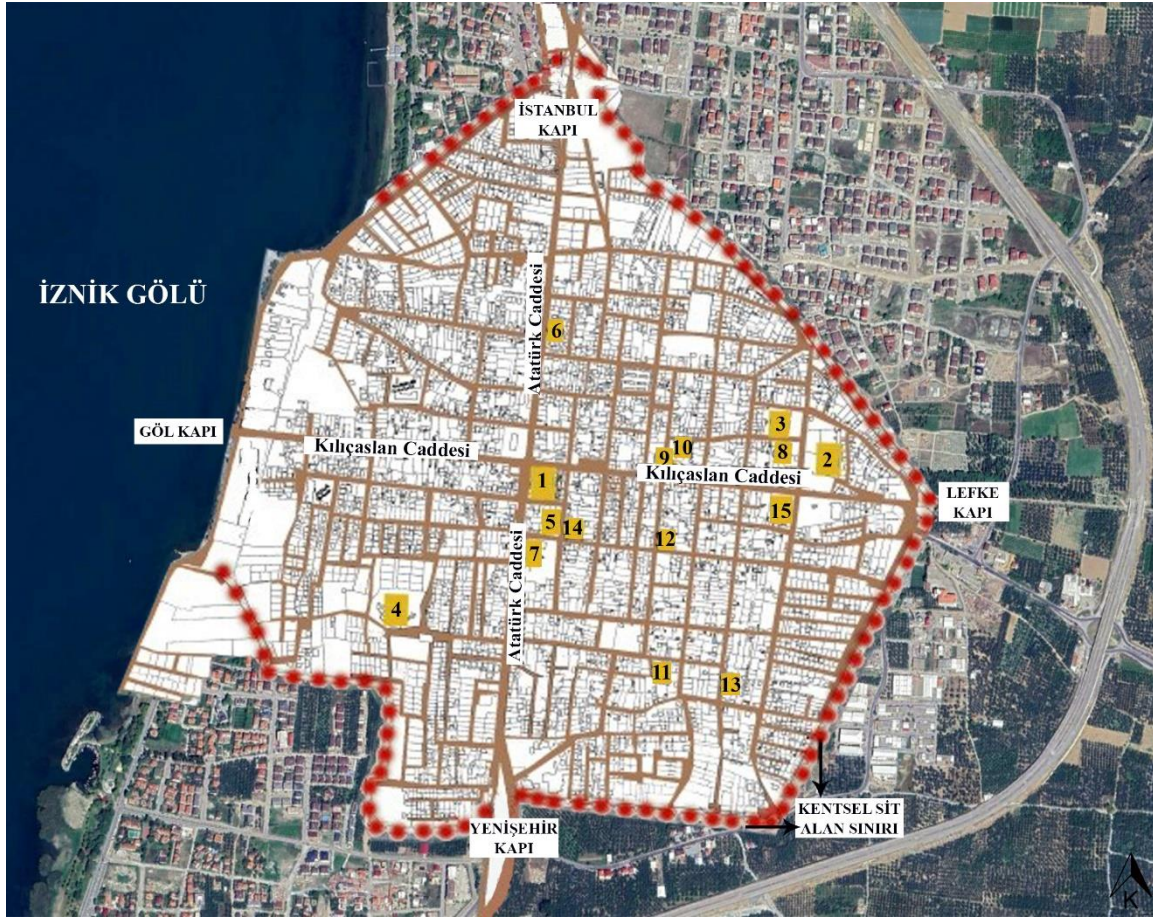 İSTANBUL
KAPI
İZNİK GÖLÜ
Atatürk Caddesi
6
GÖL KAPI
Kılıçaslan Caddesi
3
10
9
8
2
Kılıçaslan Caddesi
1
15
LEFKE
KAPI
5
14
12
7
Atatürk Caddesi
4
11
13
YENİŞEHİR
KAPI
KENTSEL SİT
ALAN SINIRI
K